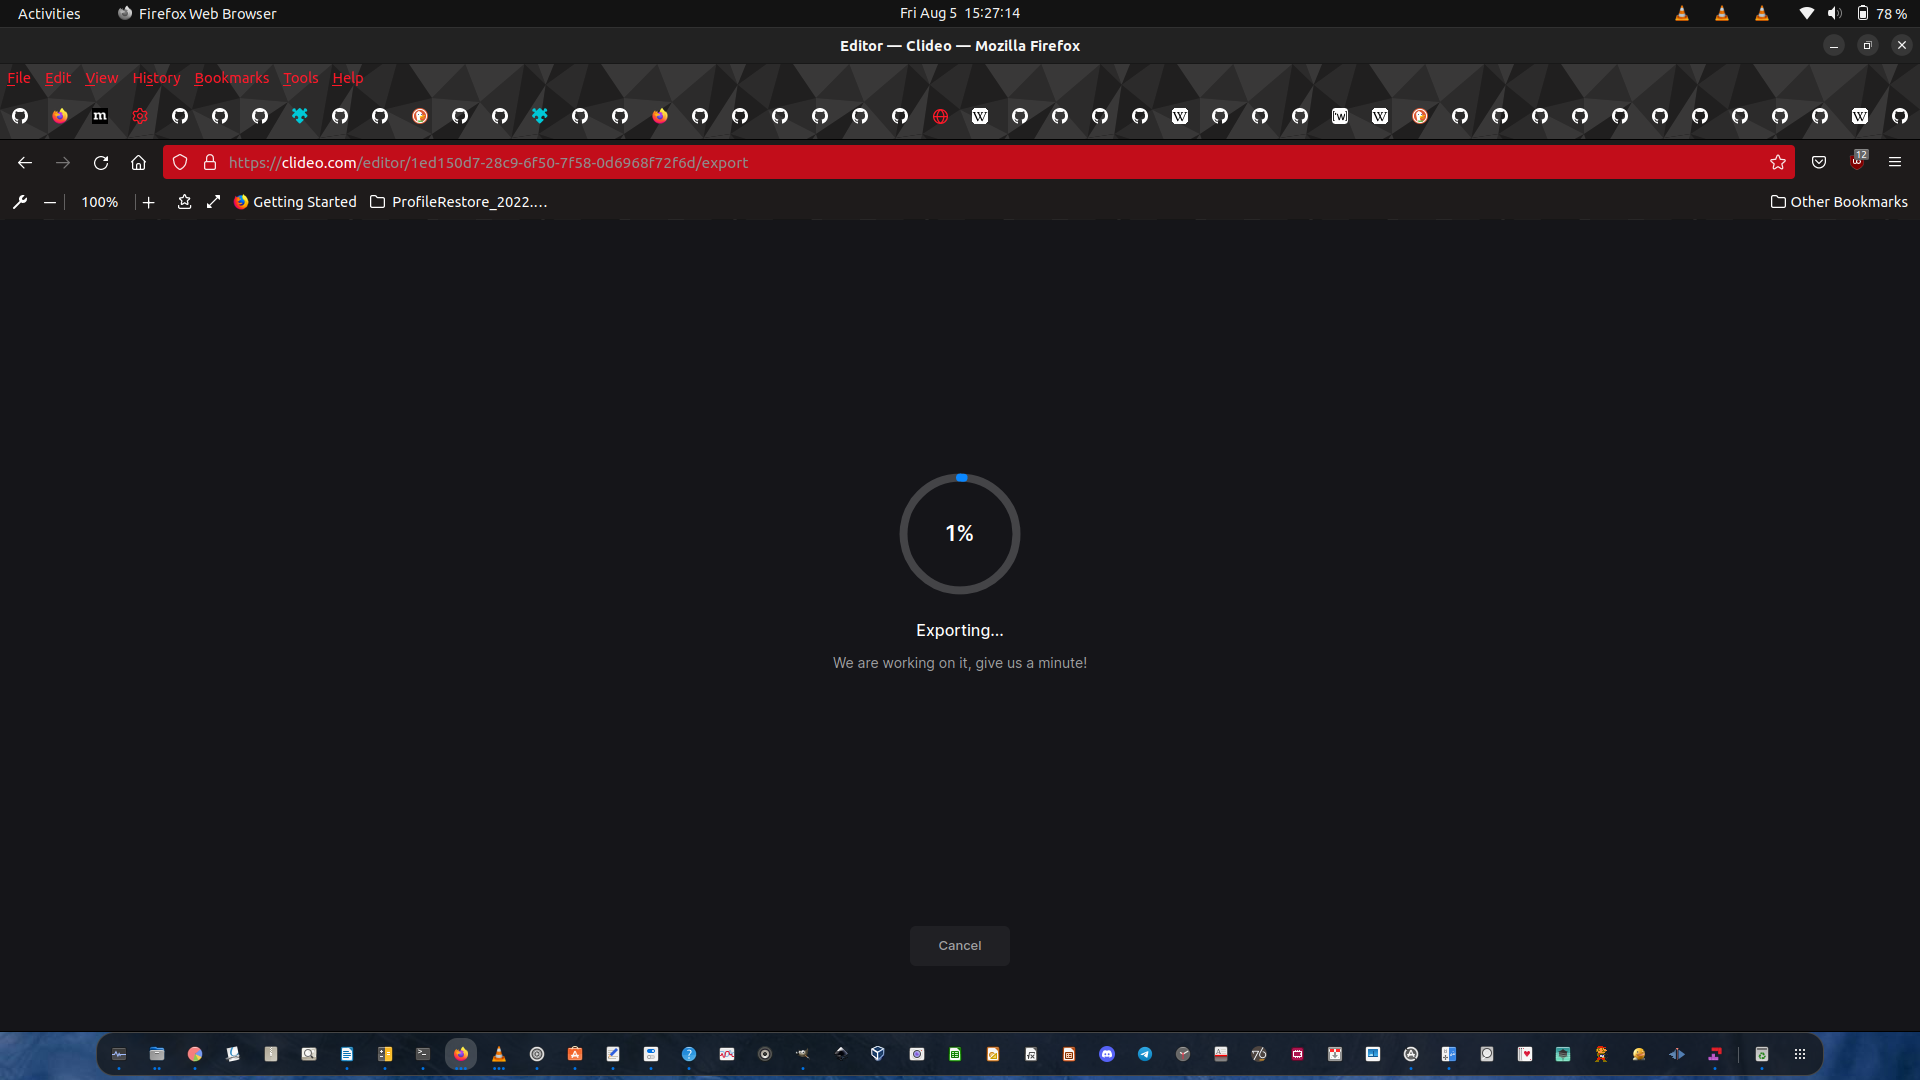 Activities Firefox Web Browser Fri Aug 5 15:27:14 78 %
Editor — Clideo — Mozilla Firefox
File Edit View History Bookmarks Tools Help
https://clideo.com/editor/1ed150d7-28c9-6f50-7f58-0d6968f72f6d/export 12
100% Getting Started ProfileRestore_2022.… Other Bookmarks
1%
Exporting...
We are working on it, give us a minute!
Cancel